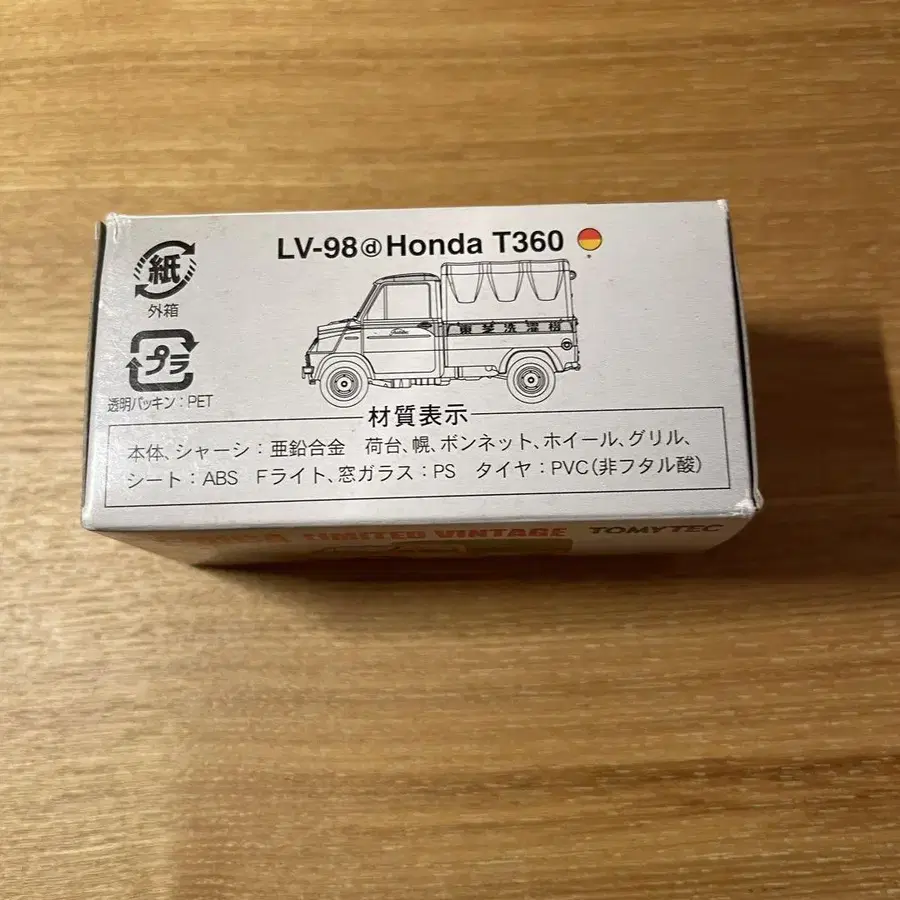 LV-98ⓓHonda T360
紙
外箱
プラ
透明パッキン:PET
東芝洗濯機
材質表示
本体、シャーシ:亜鉛合金 荷台、幌、ボンネット、ホイール、グリル、
シート:ABS Fライト、窓ガラス:PS タイヤ:PVC(非フタル酸)
LIMITED VINTAGE TOMYTEC